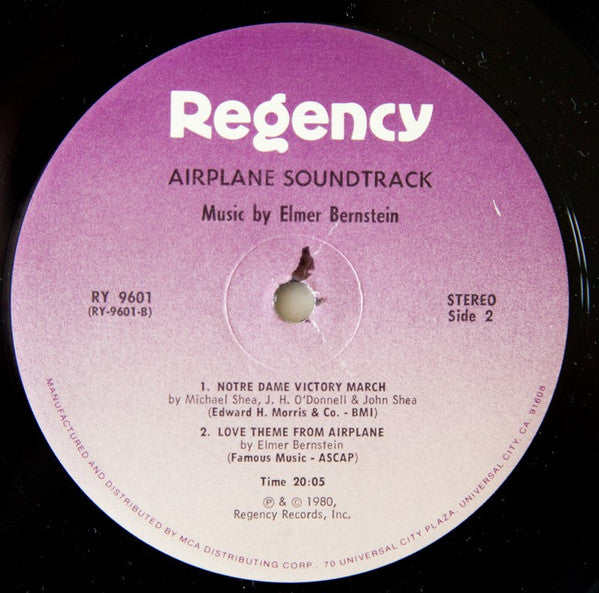 Regency
AIRPLANE SOUNDTRACK
Music by Elmer Bernstein
RY 9601
(RY-9601-B)
STEREO
Side 2
1. NOTRE DAME VICTORY MARCH
by Michael Shea, J. H. O'Donnell & John Shea
(Edward H. Morris & Co. - BMI)
2. LOVE THEME FROM AIRPLANE
by Elmer Bernstein
(Famous Music - ASCAP)
Time 20:05
℗ & © 1980,
Regency Records, Inc.
MANUFACTURED AND DISTRIBUTED BY MCA DISTRIBUTING CORP. 70 UNIVERSAL CITY PLAZA, UNIVERSAL CITY, CA. 91608